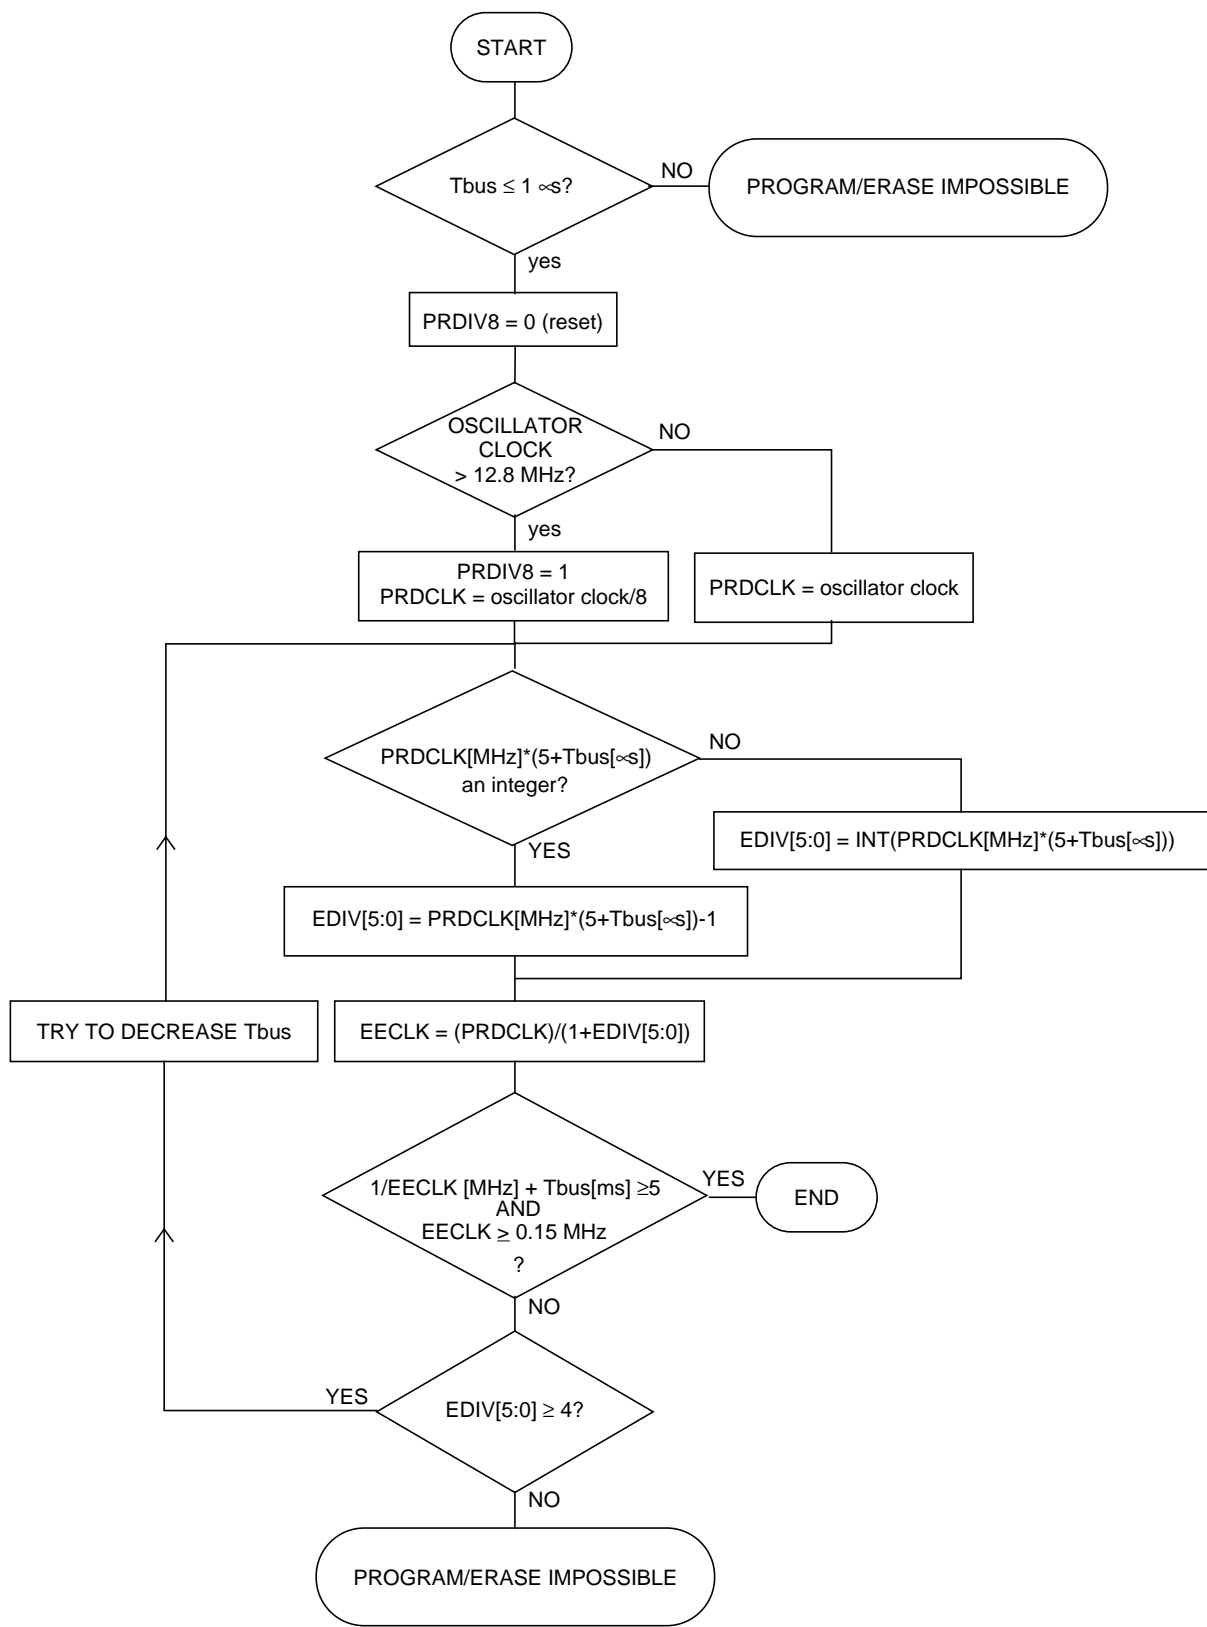 START
Tbus ≤ 1 ∝s?
NO
PROGRAM/ERASE IMPOSSIBLE
yes
PRDIV8 = 0 (reset)
OSCILLATOR
CLOCK
> 12.8 MHz?
NO
yes
PRDIV8 = 1
PRDCLK = oscillator clock/8
PRDCLK = oscillator clock
PRDCLK[MHz]*(5+Tbus[∝s])
an integer?
NO
YES
EDIV[5:0] = INT(PRDCLK[MHz]*(5+Tbus[∝s]))
EDIV[5:0] = PRDCLK[MHz]*(5+Tbus[∝s])-1
TRY TO DECREASE Tbus
EECLK = (PRDCLK)/(1+EDIV[5:0])
1/EECLK [MHz] + Tbus[ms] ≥5
AND
EECLK ≥ 0.15 MHz
?
YES
END
NO
EDIV[5:0] ≥ 4?
YES
NO
PROGRAM/ERASE IMPOSSIBLE